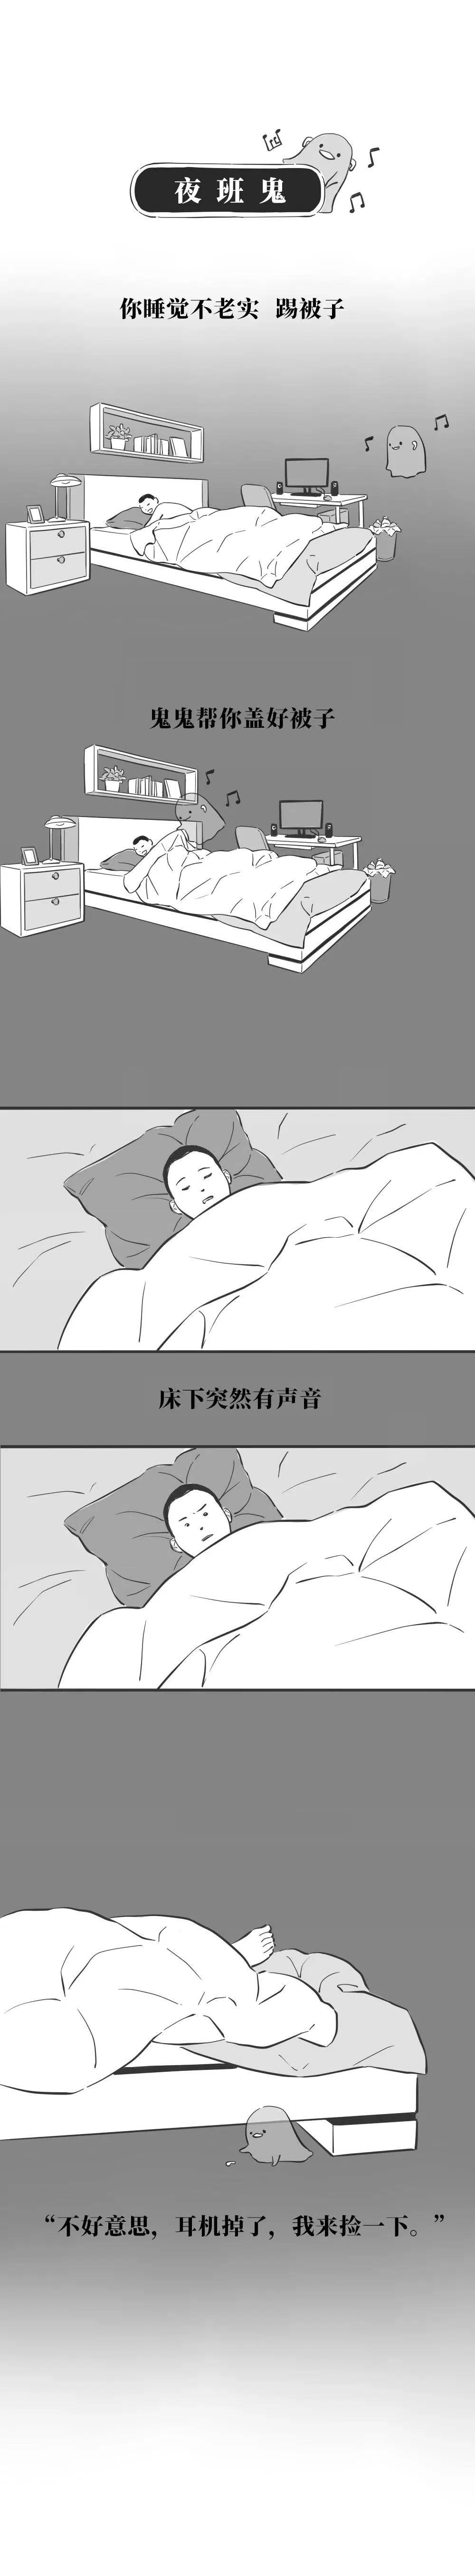 夜班鬼
你睡觉不老实 踢被子
鬼鬼帮你盖好被子
床下突然有声音
“不好意思，耳机掉了，我来捡一下。”